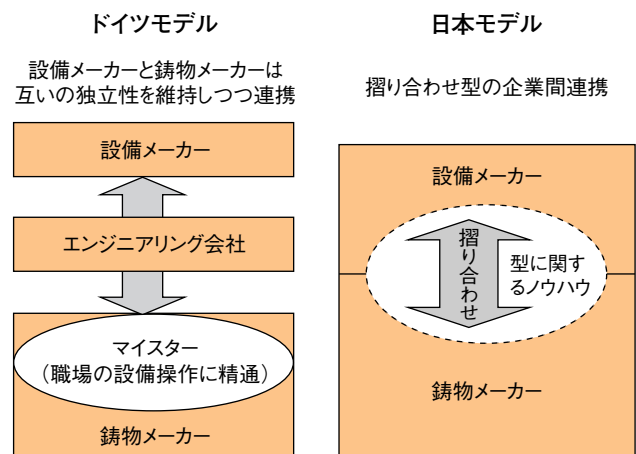 ドイツモデル
設備メーカーと鋳物メーカーは
互いの独立性を維持しつつ連携
設備メーカー
エンジニアリング会社
マイスター
（職場の設備操作に精通）
鋳物メーカー
日本モデル
摺り合わせ型の企業間連携
設備メーカー
摺り合わせ
型に関す
るノウハウ
鋳物メーカー